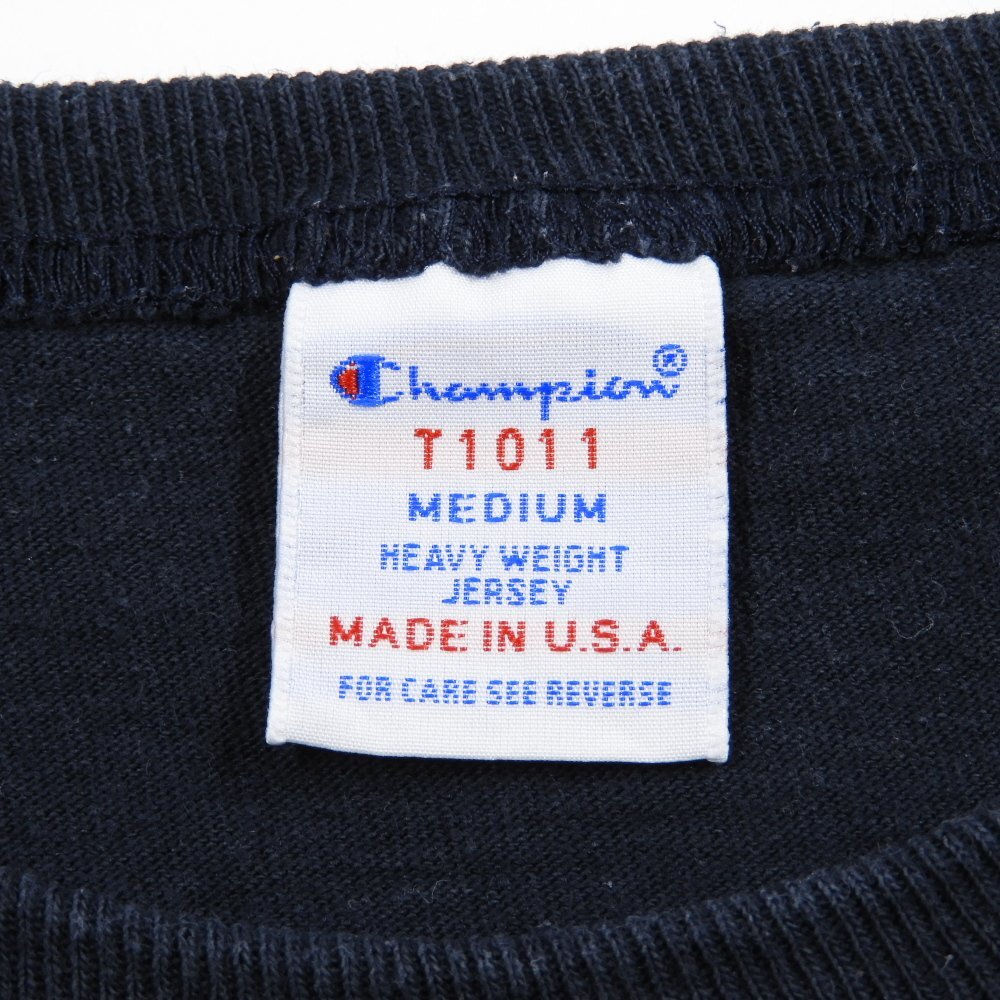 Champion®
T1011
MEDIUM
HEAVY WEIGHT
JERSEY
MADE IN U.S.A.
FOR CARE SEE REVERSE